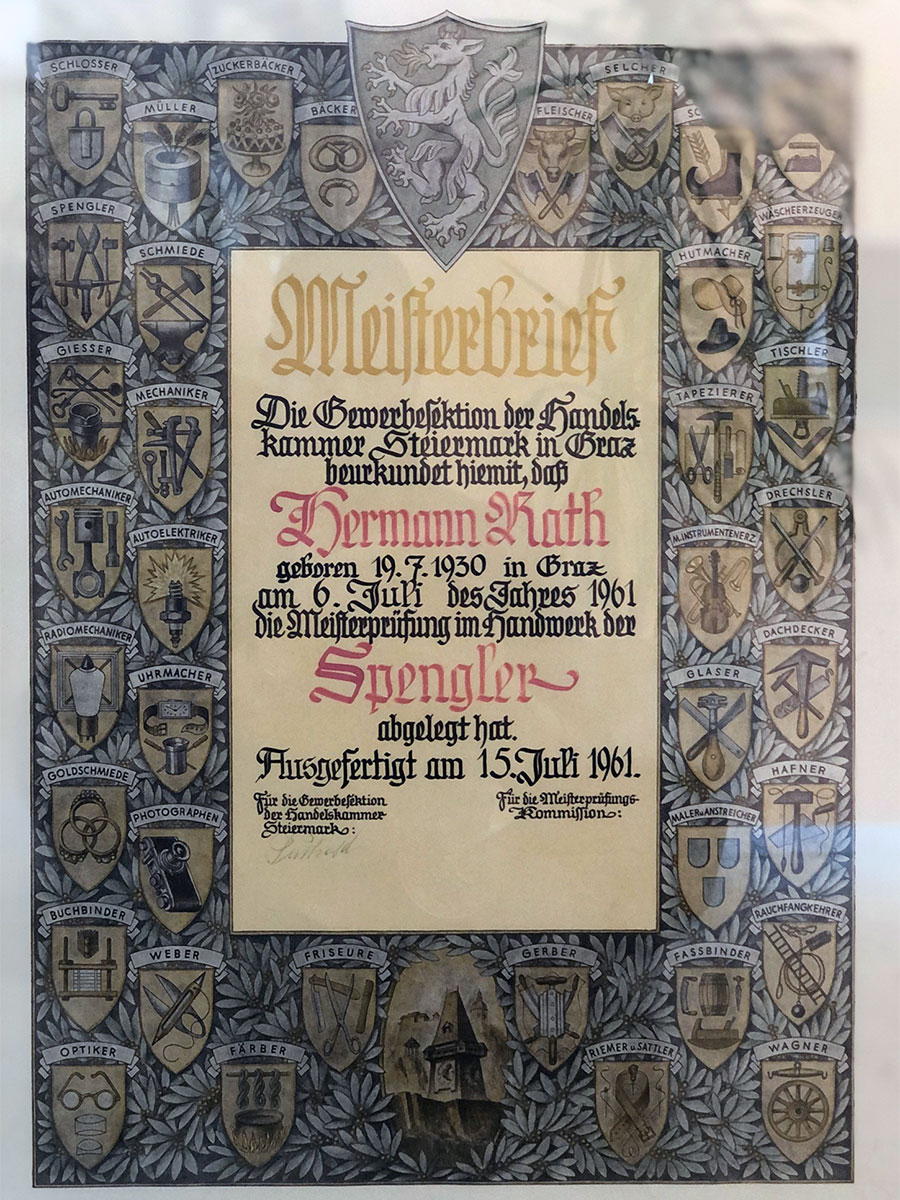 SCHLOSSER
ZUCKERBÄCKER
SELCHER
MÜLLER
BÄCKER
FLEISCHER
SPENGLER
WÄSCHEERZEUGER
SCHMIEDE
HUTMACHER
GIESSER
TISCHLER
MECHANIKER
TAPEZIERER
AUTOMECHANIKER
DRECHSLER
AUTOELEKTRIKER
M.INSTRUMENTENERZ.
RADIOMECHANIKER
DACHDECKER
UHRMACHER
GLASER
GOLDSCHMIEDE
HAFNER
PHOTOGRAPHEN
MALER u. ANSTREICHER
BUCHBINDER
RAUCHFANGKEHRER
WEBER
FRISEURE
GERBER
FASSBINDER
OPTIKER
FÄRBER
RIEMER u. SATTLER
WAGNER
Meisterbrief
Die Gewerbesektion der Handels-
kammer Steiermark in Graz
beurkundet hiemit, daß
Hermann Rath
geboren 19.7.1930 in Graz
am 6. Juli des Jahres 1961
die Meisterprüfung im Handwerk der
Spengler
abgelegt hat.
Ausgefertigt am 15. Juli 1961.
Für die Gewerbesektion
der Handelskammer
Steiermark:
Für die Meisterprüfungs-
Kommission: